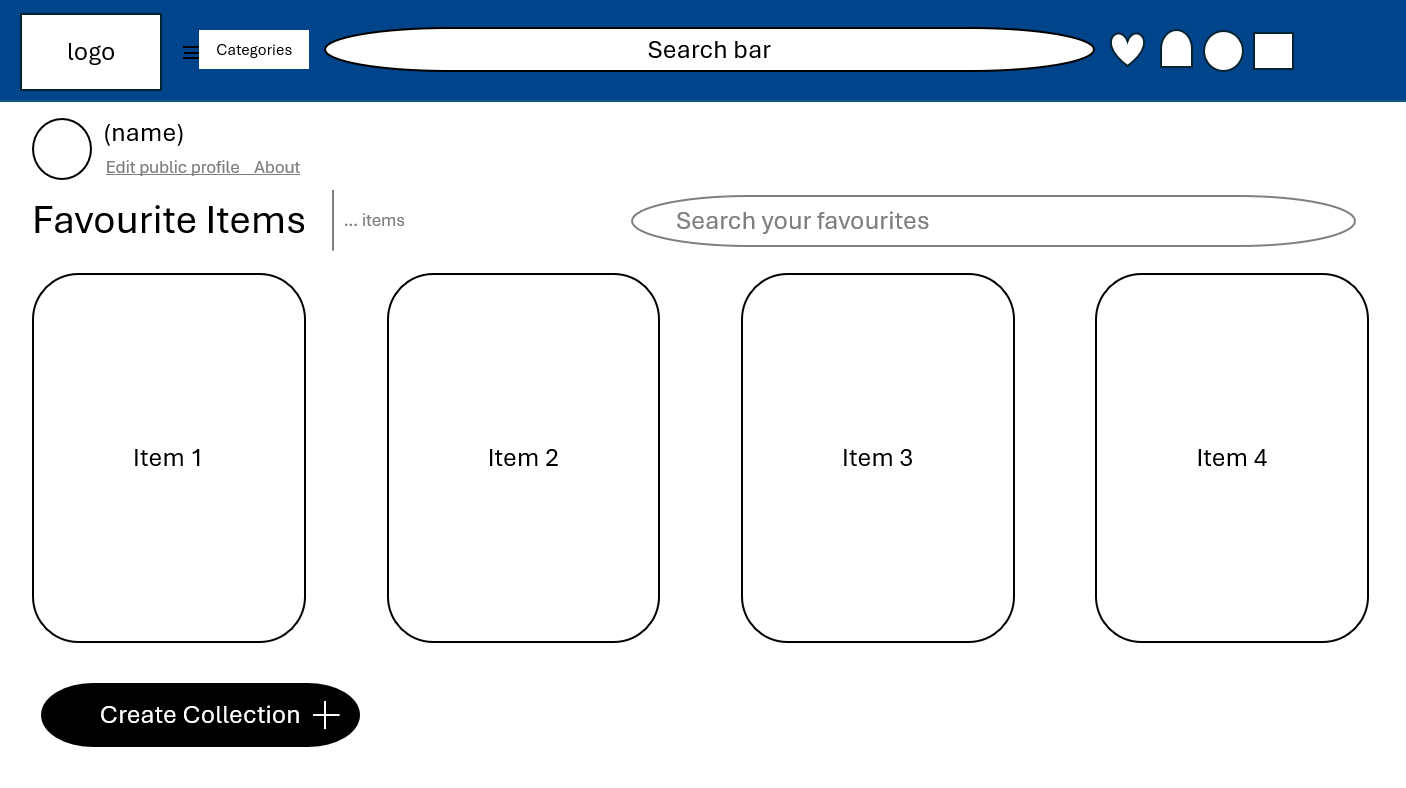 logo
Categories
Search bar
(name)
Edit public profile   About
Favourite Items
... items
Search your favourites
Item 1
Item 2
Item 3
Item 4
Create Collection